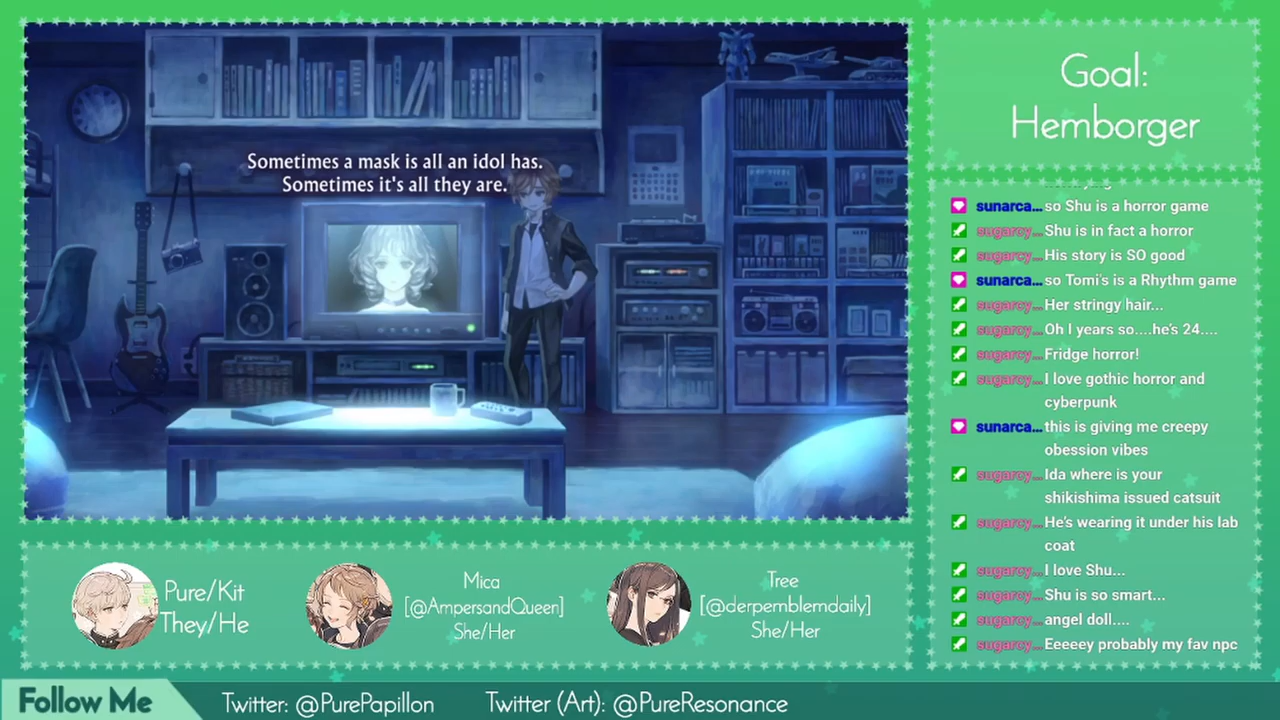 Sometimes a mask is all an idol has.
Sometimes it's all they are.
Goal:
Hemborger
sunarca... so Shu is a horror game
sugarcy... Shu is in fact a horror
sugarcy... His story is SO good
sunarca... so Tomi's is a Rhythm game
sugarcy... Her stringy hair...
sugarcy... Oh I years so....he's 24....
sugarcy... Fridge horror!
sugarcy... I love gothic horror and
cyberpunk
sunarca... this is giving me creepy
obession vibes
sugarcy... Ida where is your
shikishima issued catsuit
sugarcy... He's wearing it under his lab
coat
sugarcy... I love Shu...
sugarcy... Shu is so smart...
sugarcy... angel doll....
sugarcy... Eeeeey probably my fav npc
Pure/Kit
They/He
Mica
[@AmpersandQueen]
She/Her
Tree
[@derpemblemdaily]
She/Her
Follow Me
Twitter: @PurePapillon
Twitter (Art): @PureResonance